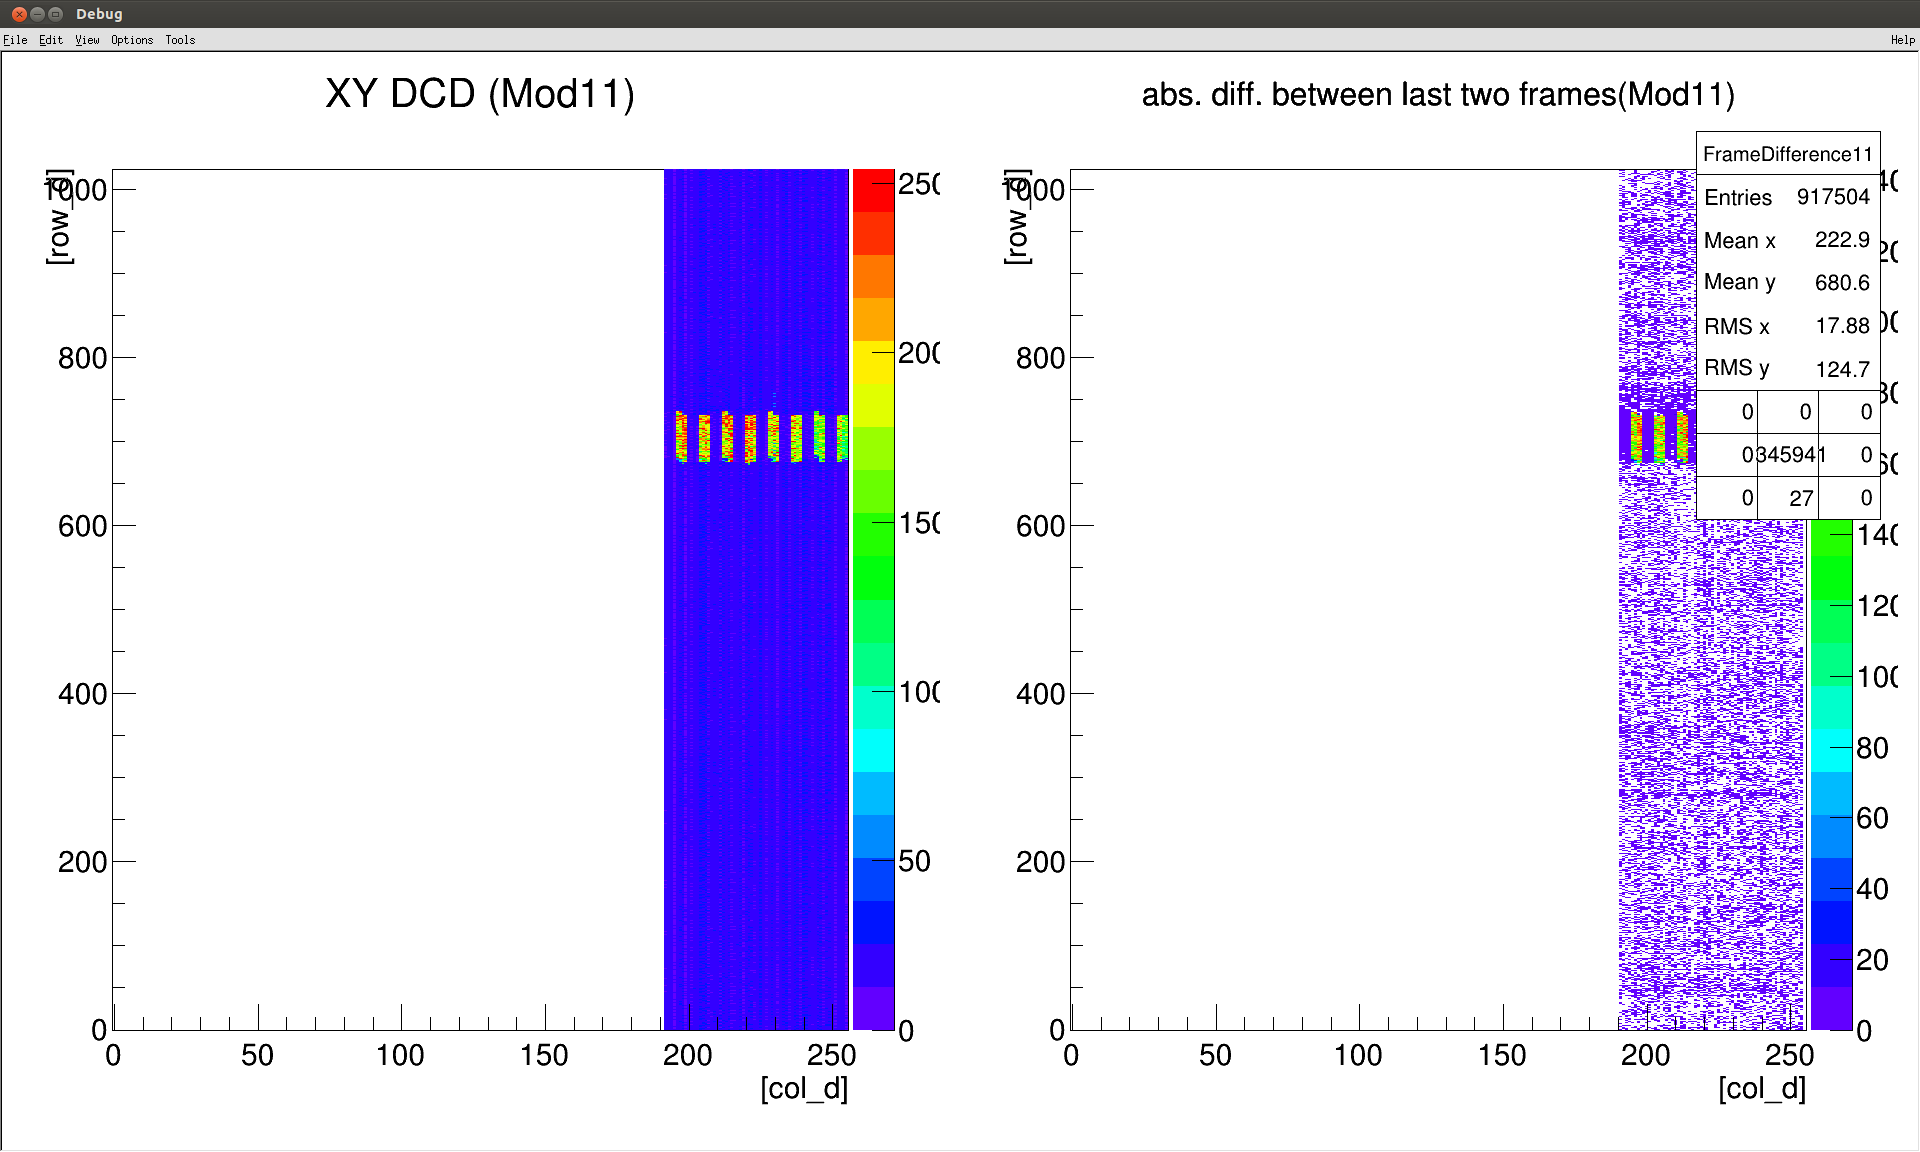 Debug
File Edit View Options Tools Help
XY DCD (Mod11)
[row_d]
1000
800
600
400
200
0
0 50 100 150 200 250
[col_d]
250
200
150
100
50
0
abs. diff. between last two frames(Mod11)
[row_d]
1000
800
600
400
200
0
0 50 100 150 200 250
[col_d]
FrameDifference11
Entries 917504
Mean x 222.9
Mean y 680.6
RMS x 17.88
RMS y 124.7
0 0 0
0 345941 0
0 27 0
140
120
100
80
60
40
20
0